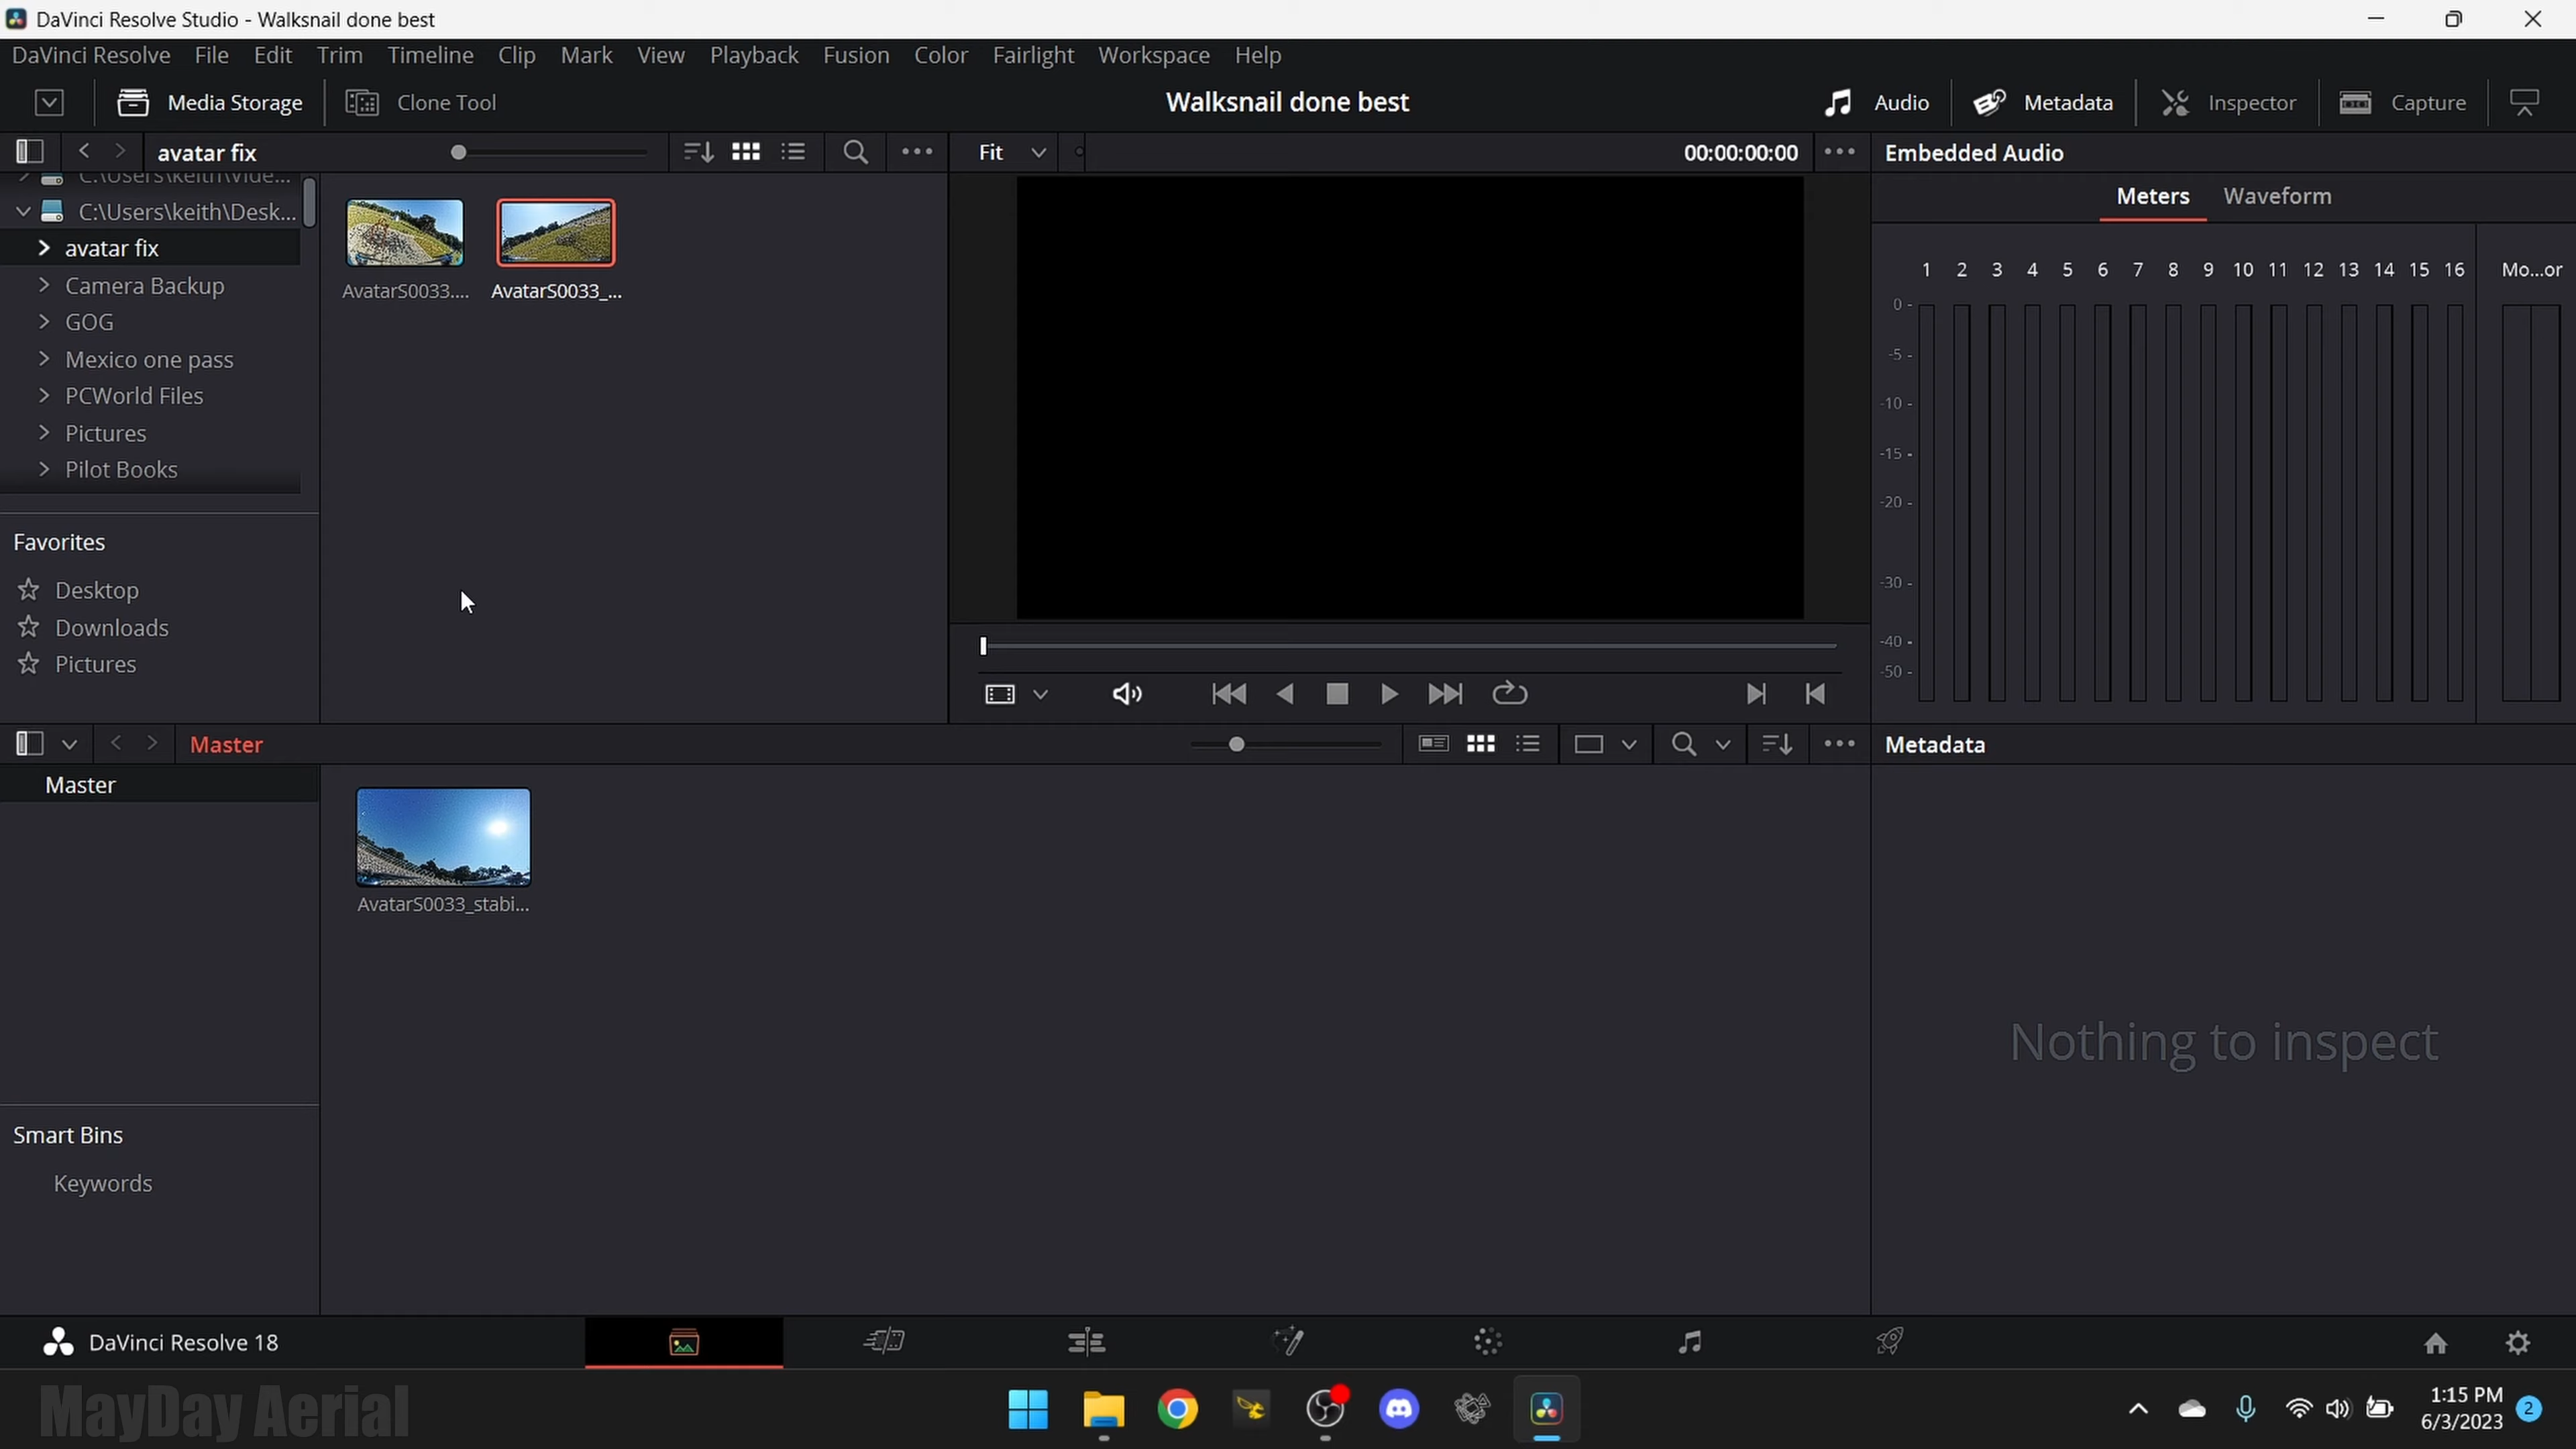 DaVinci Resolve Studio - Walksnail done best
DaVinci Resolve File Edit Trim Timeline Clip Mark View Playback Fusion Color Fairlight Workspace Help
Media Storage Clone Tool Walksnail done best Audio Metadata Inspector Capture
avatar fix Fit 00:00:00:00 Embedded Audio
C:\Users\keith\Vide...
C:\Users\keith\Desk...
avatar fix
Camera Backup
GOG
Mexico one pass
PCWorld Files
Pictures
Pilot Books
Favorites
Desktop
Downloads
Pictures
AvatarS0033.... AvatarS0033_...
Meters Waveform
1 2 3 4 5 6 7 8 9 10 11 12 13 14 15 16 Mo...or
0 -
-5 -
-10 -
-15 -
-20 -
-30 -
-40 -
-50 -
Master Metadata
Master
AvatarS0033_stabi...
Nothing to inspect
Smart Bins
Keywords
DaVinci Resolve 18
MayDay Aerial
1:15 PM
6/3/2023
2